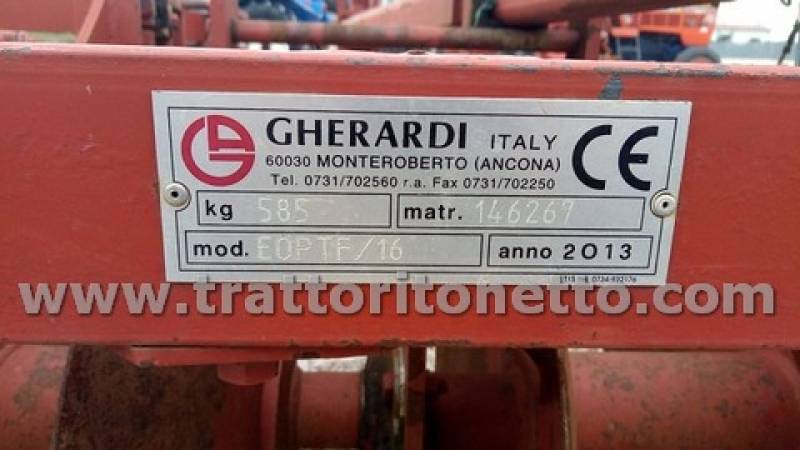 GHERARDI ITALY CE
60030 MONTEROBERTO (ANCONA)
Tel. 0731/702560 r.a. Fax 0731/702250
kg 585 matr. 146267
mod. EOPTF/16 anno 2013
www.trattoritonetto.com